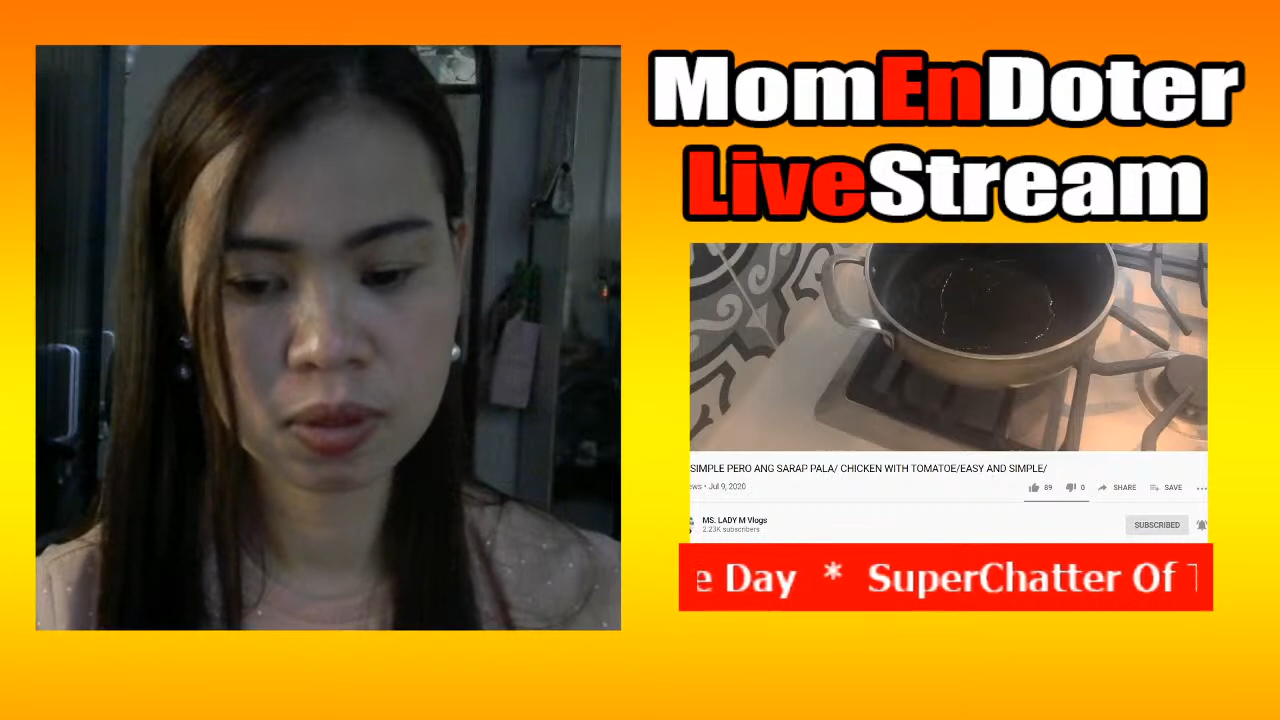 MomEnDoter
LiveStream
SIMPLE PERO ANG SARAP PALA/ CHICKEN WITH TOMATOE/EASY AND SIMPLE/
• Jul 9, 2020
89
0
SHARE
SAVE
MS. LADY M Vlogs
2.23K subscribers
SUBSCRIBED
e Day * SuperChatter Of